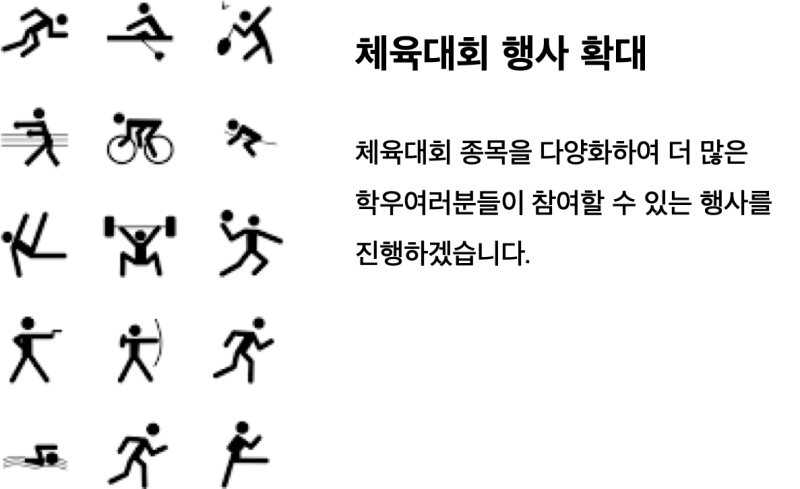 체육대회 행사 확대
체육대회 종목을 다양화하여 더 많은
학우여러분들이 참여할 수 있는 행사를
진행하겠습니다.